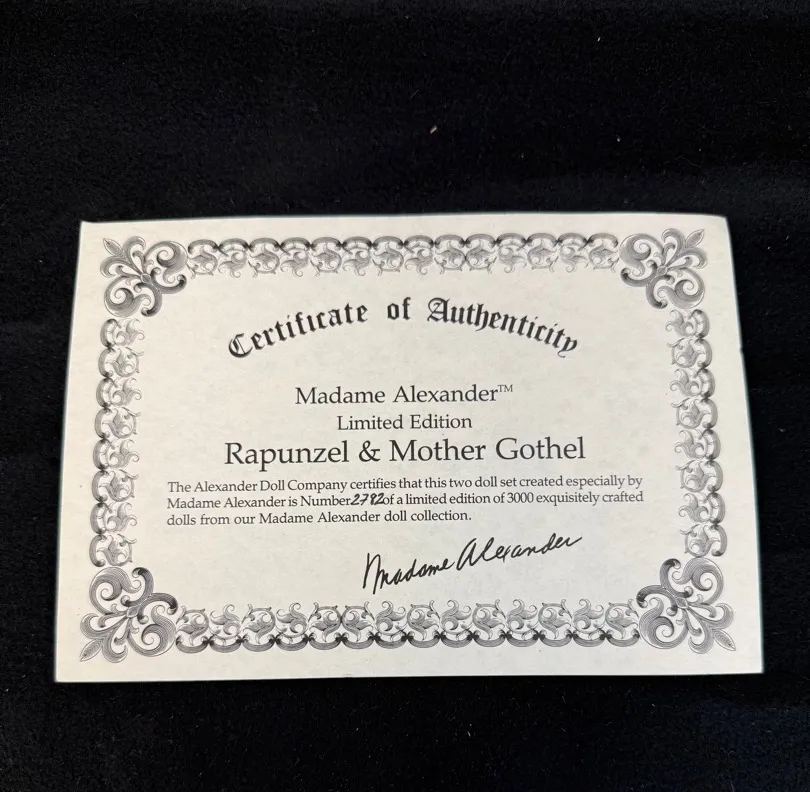 Certificate of Authenticity
Madame Alexander™
Limited Edition
Rapunzel & Mother Gothel
The Alexander Doll Company certifies that this two doll set created especially by
Madame Alexander is Number 2782 of a limited edition of 3000 exquisitely crafted
dolls from our Madame Alexander doll collection.
Madame Alexander